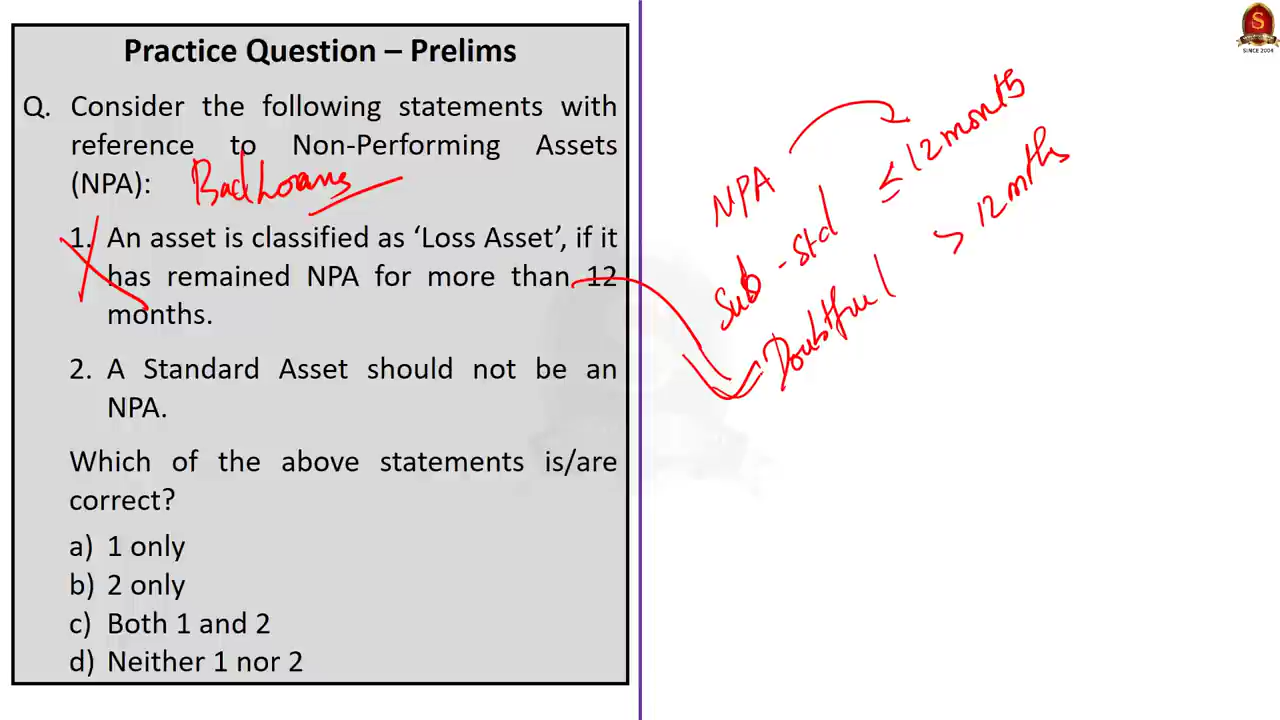 Practice Question – Prelims
Q. Consider the following statements with
reference to Non-Performing Assets
(NPA): Bad Loans
1. An asset is classified as ‘Loss Asset’, if it
has remained NPA for more than 12
months.
2. A Standard Asset should not be an
NPA.
Which of the above statements is/are
correct?
a) 1 only
b) 2 only
c) Both 1 and 2
d) Neither 1 nor 2
NPA
Sub-Std ≤ 12 months
Doubtful > 12 mths
S
SINCE 2004